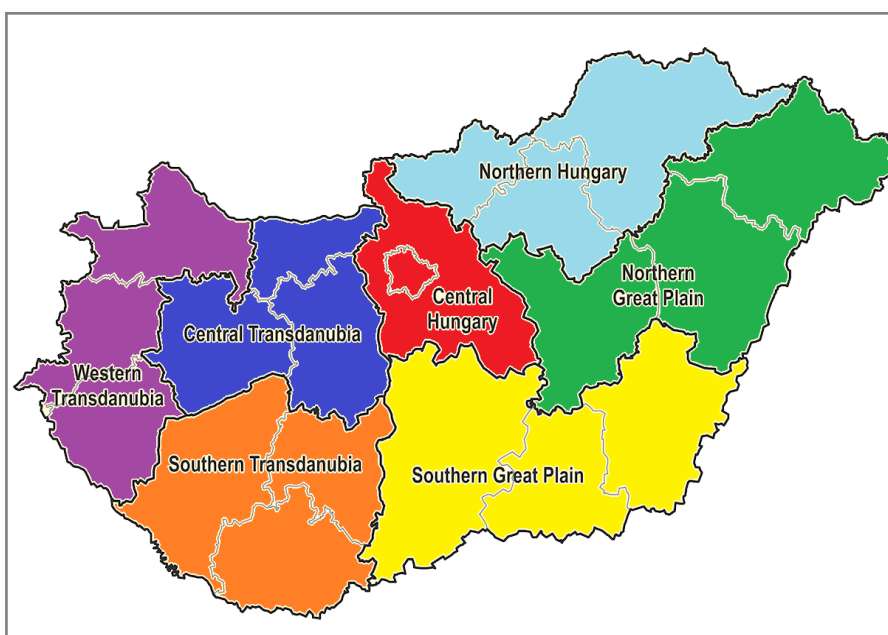 Northern Hungary
Northern
Great Plain
Central
Hungary
Central Transdanubia
Western
Transdanubia
Southern Transdanubia
Southern Great Plain